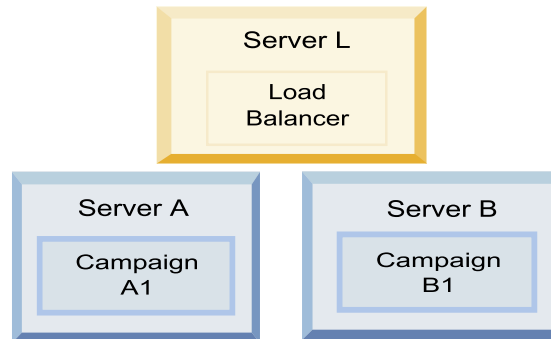 Server L
Load
Balancer
Server A
Campaign
A1
Server B
Campaign
B1